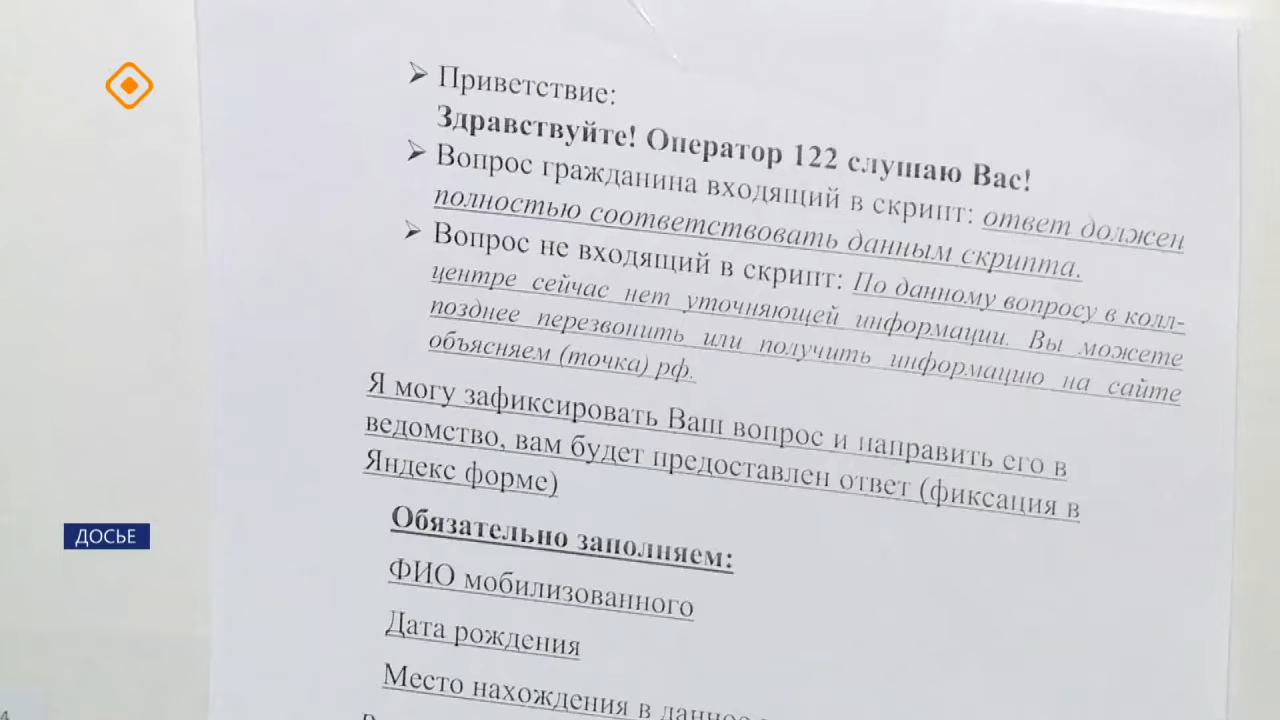 Приветствие:
Здравствуйте! Оператор 122 слушаю Вас!
Вопрос гражданина входящий в скрипт: ответ должен
полностью соответствовать данным скрипта.
Вопрос не входящий в скрипт: По данному вопросу в колл-
центре сейчас нет уточняющей информации. Вы можете
позднее перезвонить или получить информацию на сайте
объясняем (точка) рф.
Я могу зафиксировать Ваш вопрос и направить его в
ведомство, вам будет предоставлен ответ (фиксация в
Яндекс форме)
Обязательно заполняем:
ФИО мобилизованного
ДОСЬЕ
Дата рождения
Место нахождения в
4